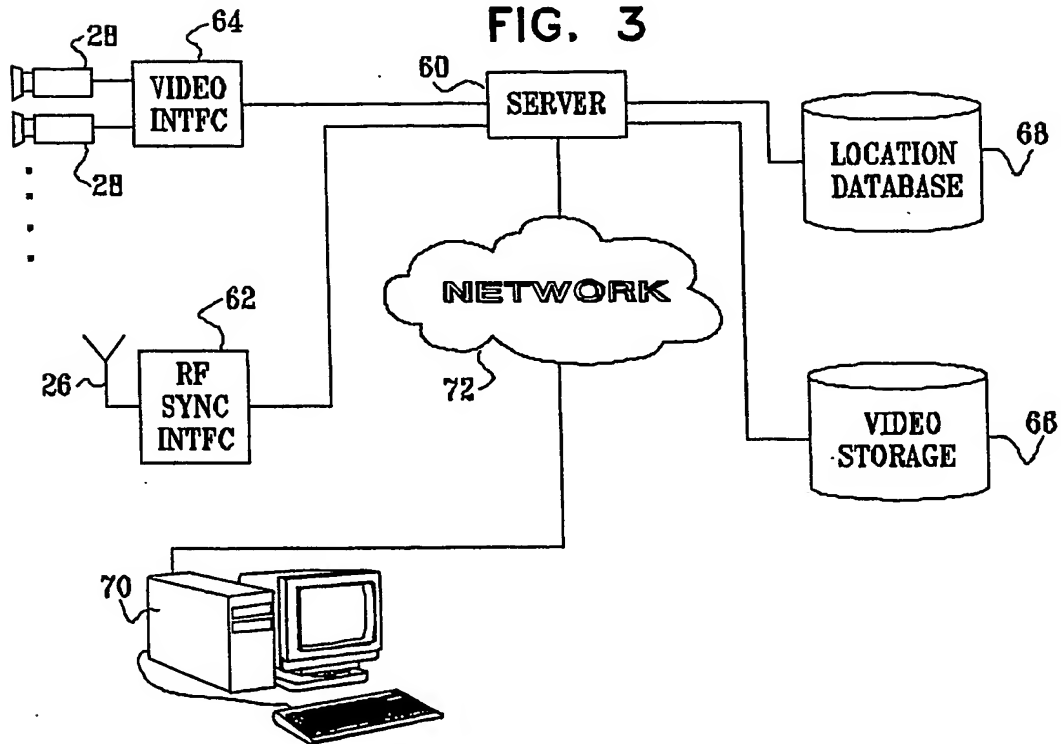 FIG. 3
28
64
VIDEO
INTFC
28
60
SERVER
LOCATION
DATABASE
68
NETWORK
72
62
26
RF
SYNC
INTFC
VIDEO
STORAGE
66
70